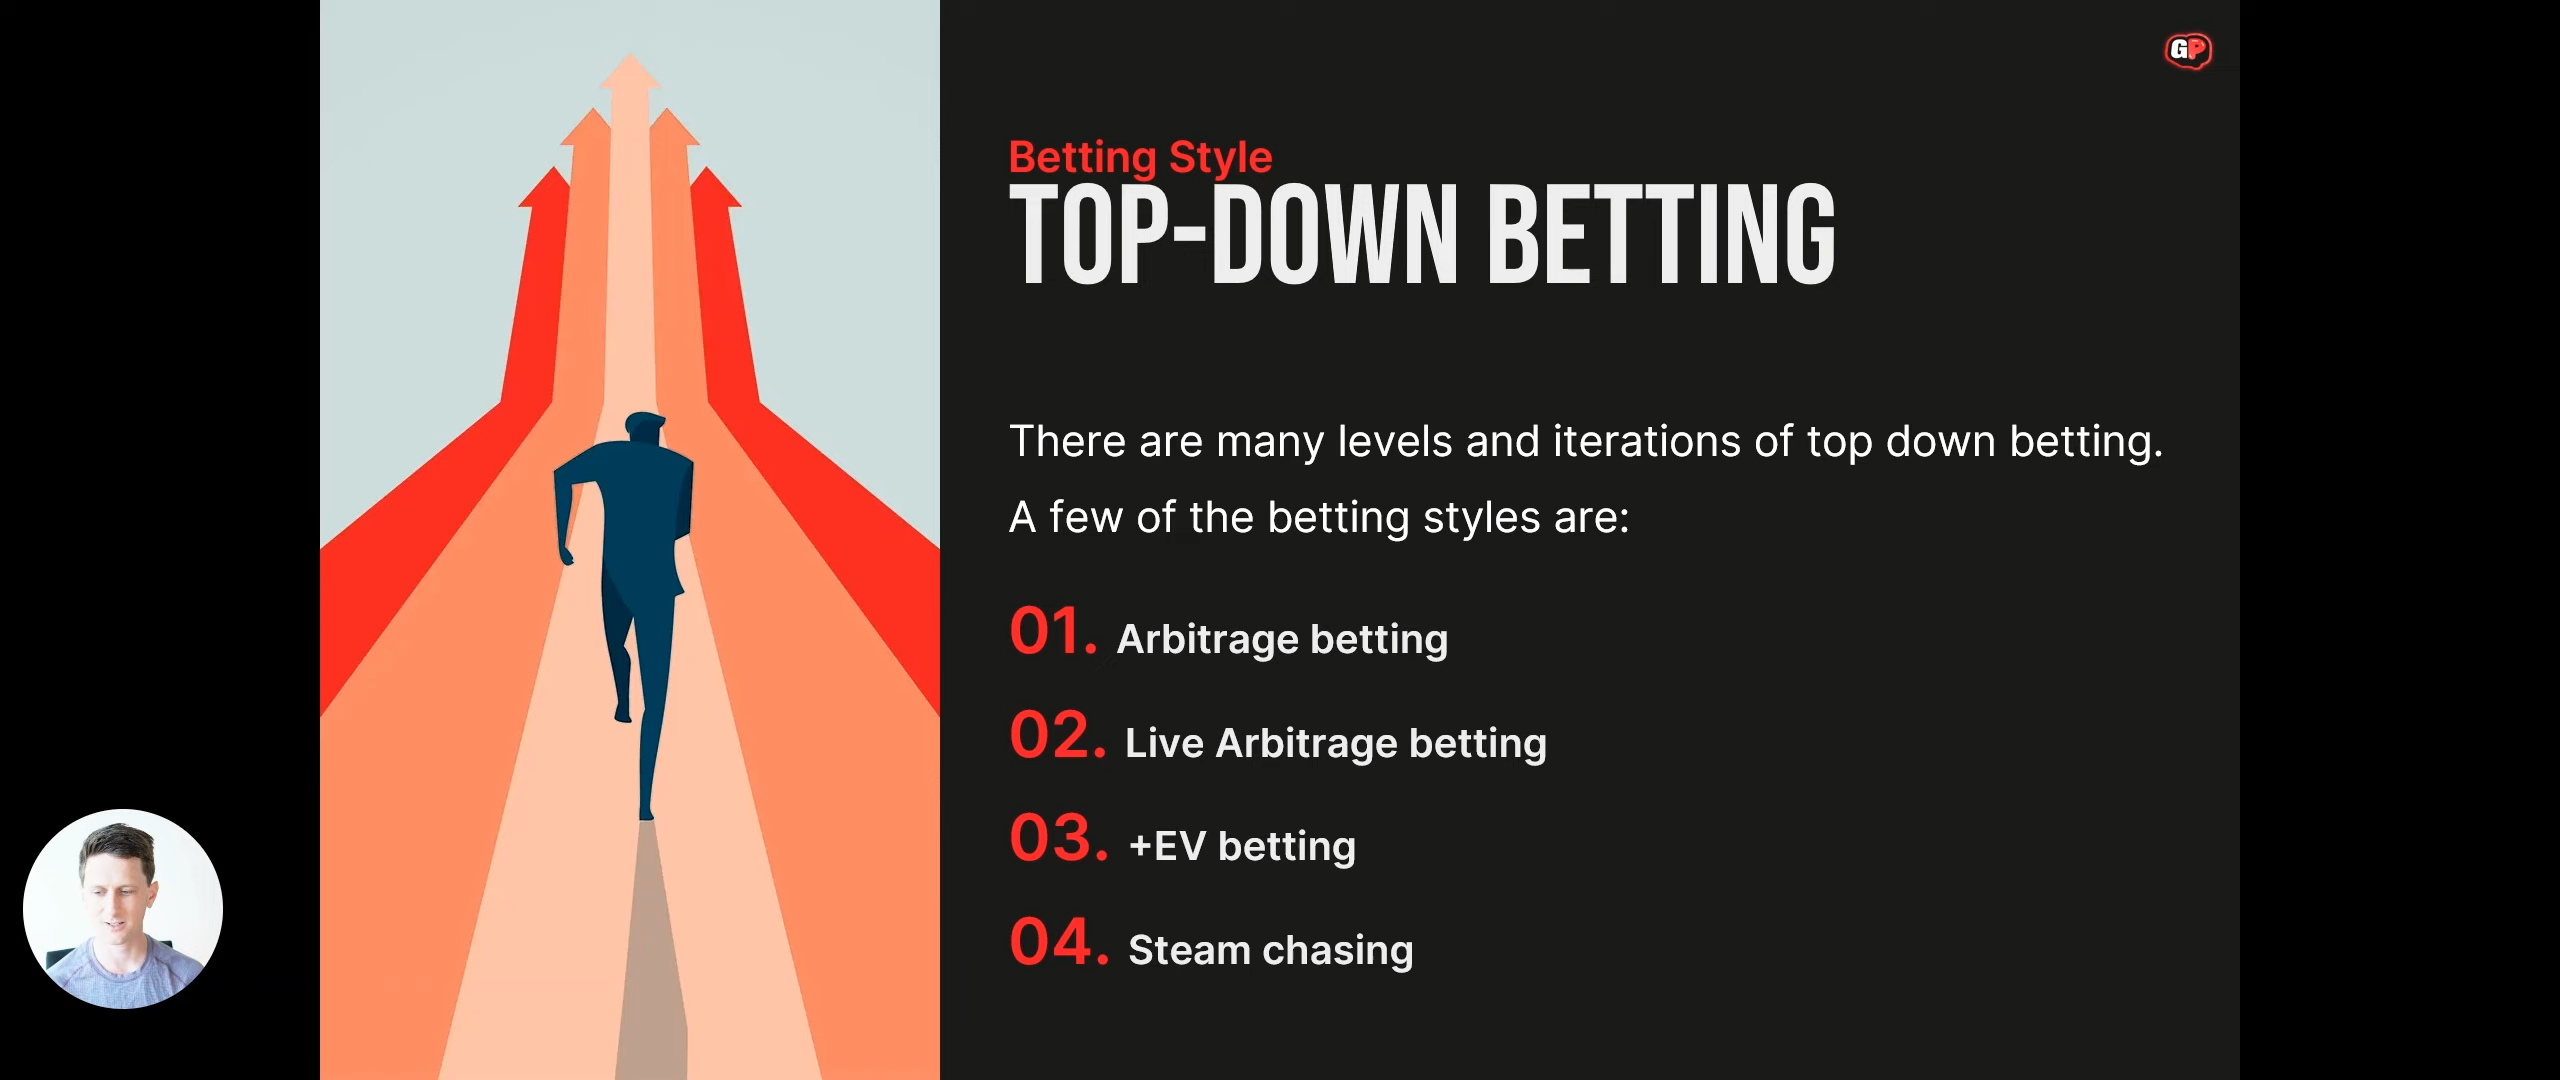 GP
Betting Style
TOP-DOWN BETTING
There are many levels and iterations of top down betting.
A few of the betting styles are:
01. Arbitrage betting
02. Live Arbitrage betting
03. +EV betting
04. Steam chasing